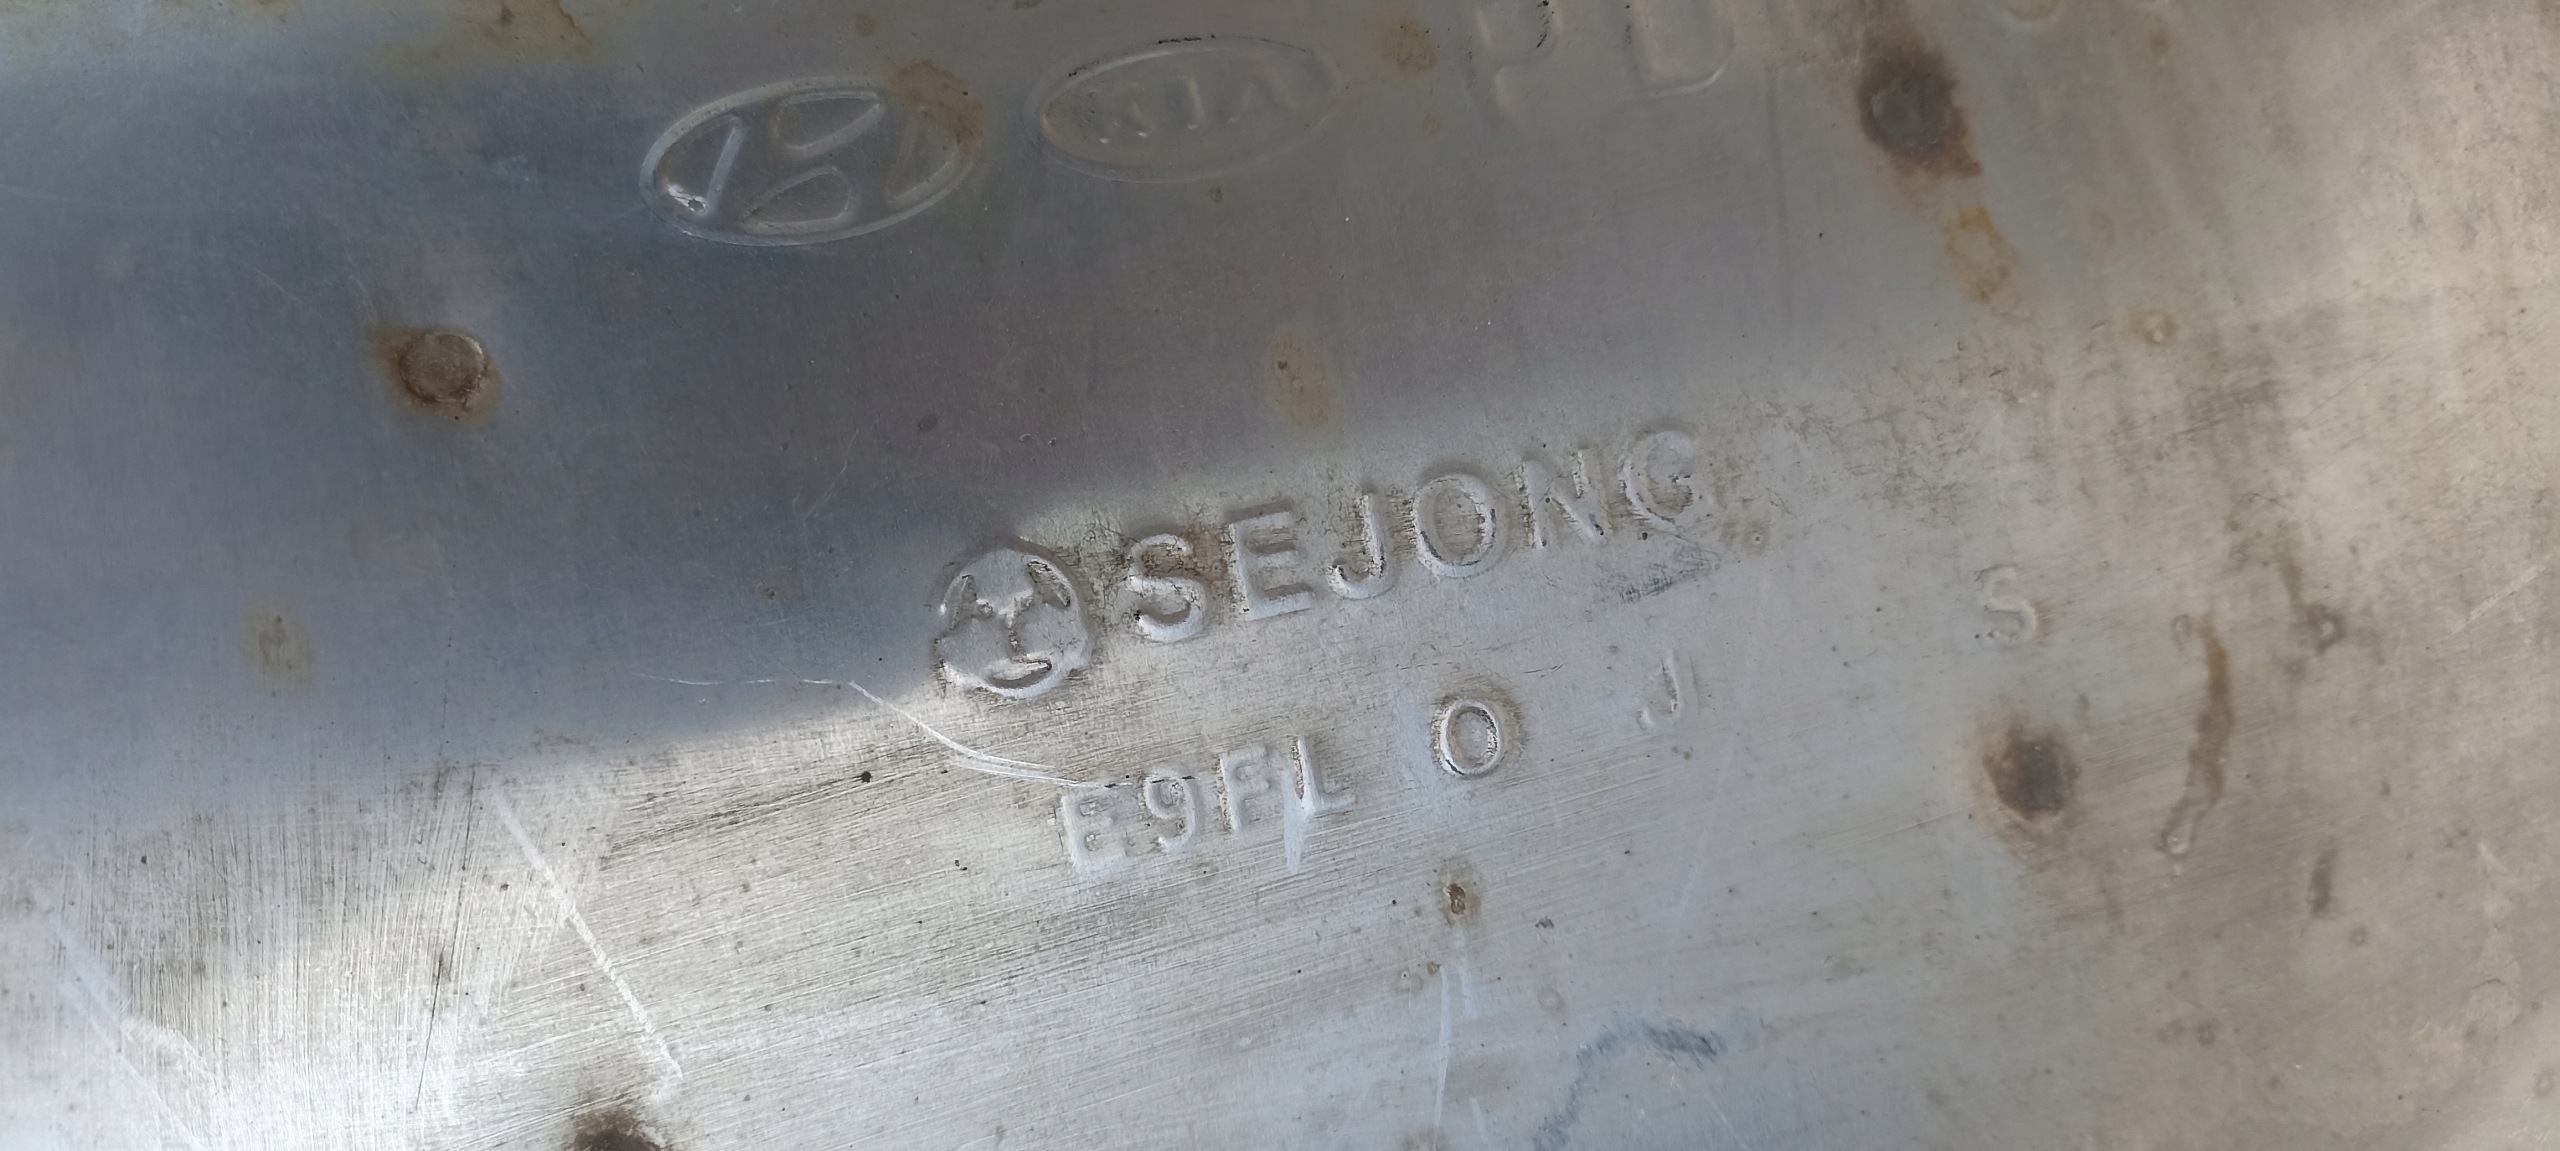 KIA PD
SEJONG
E9FL O J S